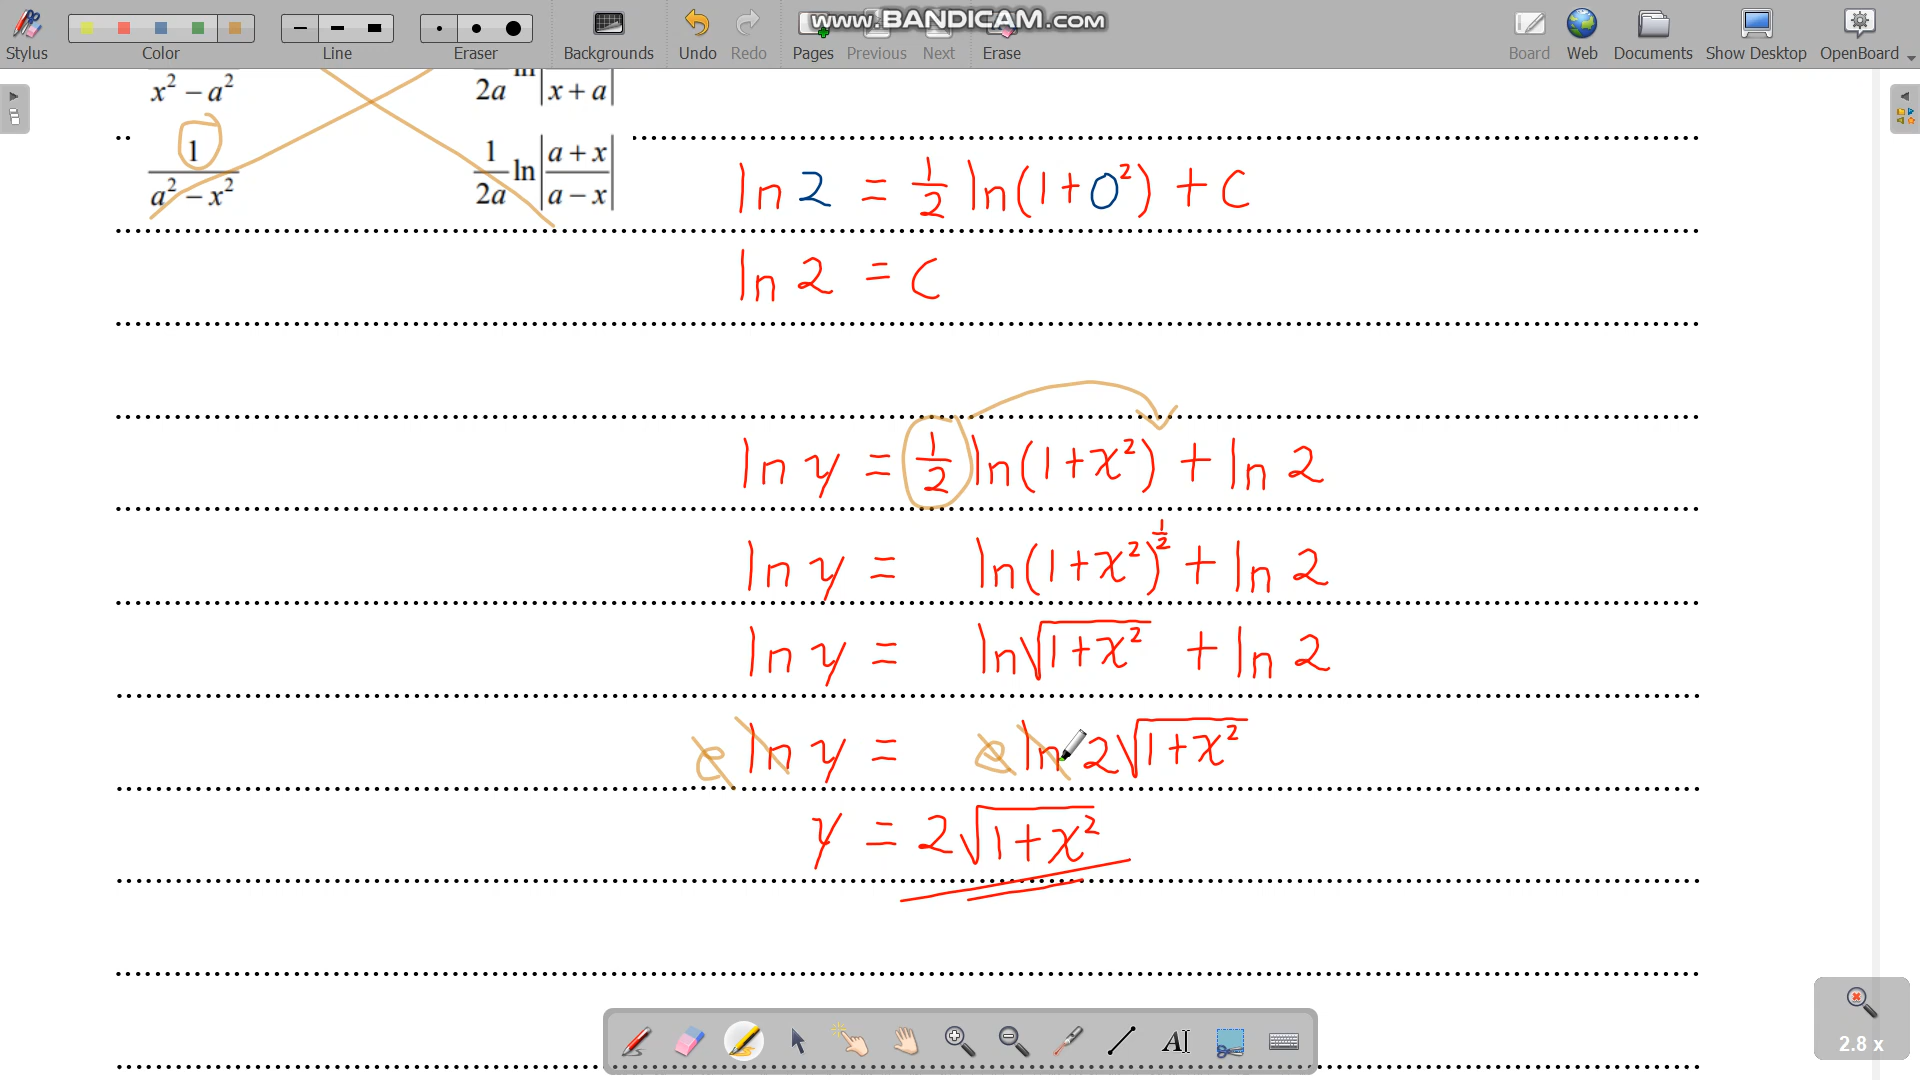 www.BANDICAM.com
Stylus Color Line Eraser Backgrounds Undo Redo Pages Previous Next Erase Board Web Documents Show Desktop OpenBoard
x² − a²
2a ln |x + a|
1 / (a² − x²)
1/2a ln |(a + x)/(a − x)|
ln 2 = 1/2 ln(1+0²) + C
ln 2 = C
ln y = 1/2 ln(1+x²) + ln 2
ln y = ln(1+x²)^1/2 + ln 2
ln y = ln √(1+x²) + ln 2
e ln y = e ln 2√(1+x²)
y = 2√(1+x²)
AI
2.8 x